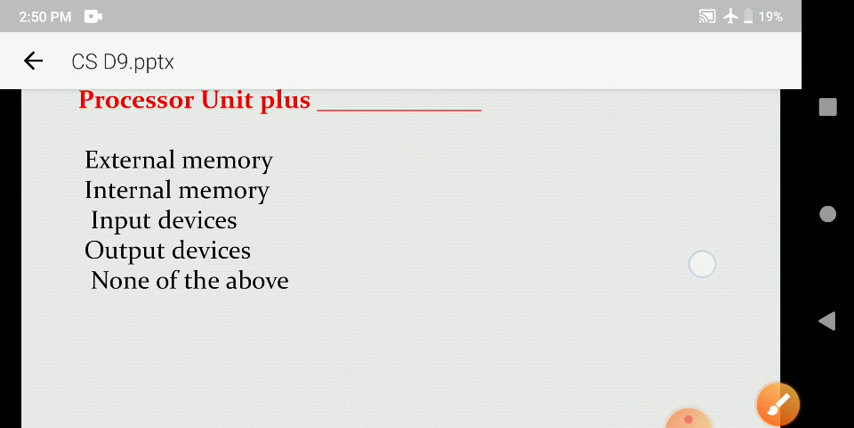 2:50 PM
19%
CS D9.pptx
Processor Unit plus _____________
External memory
Internal memory
Input devices
Output devices
None of the above